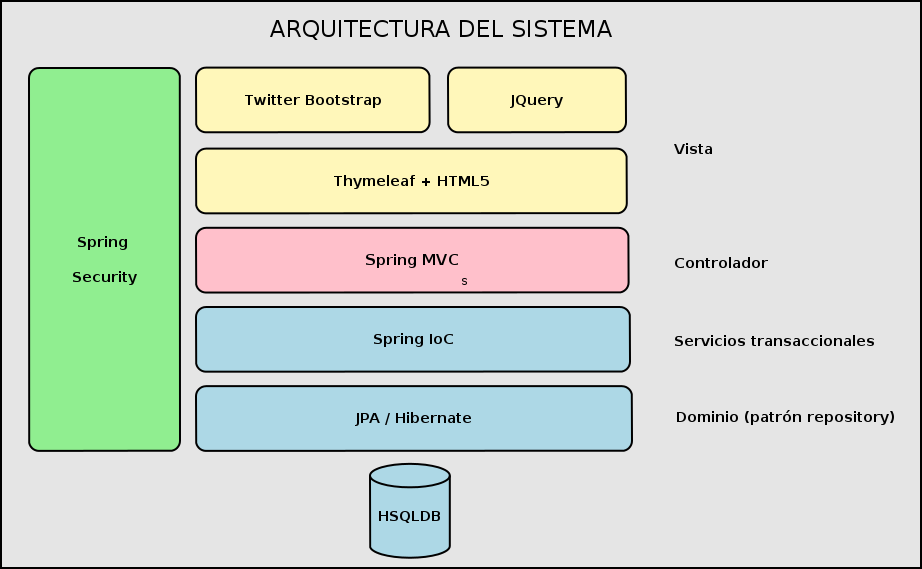 ARQUITECTURA DEL SISTEMA
Twitter Bootstrap
JQuery
Vista
Thymeleaf + HTML5
Spring
Security
Spring MVC
s
Controlador
Spring IoC
Servicios transaccionales
JPA / Hibernate
Dominio (patrón repository)
HSQLDB